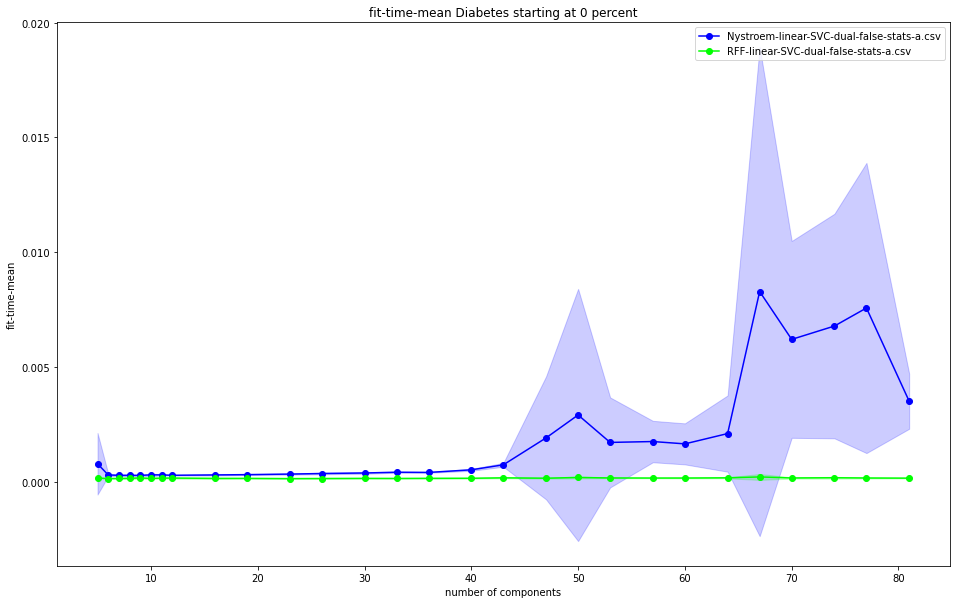 fit-time-mean Diabetes starting at 0 percent
Nystroem-linear-SVC-dual-false-stats-a.csv
RFF-linear-SVC-dual-false-stats-a.csv
fit-time-mean
0.020
0.015
0.010
0.005
0.000
10 20 30 40 50 60 70 80
number of components